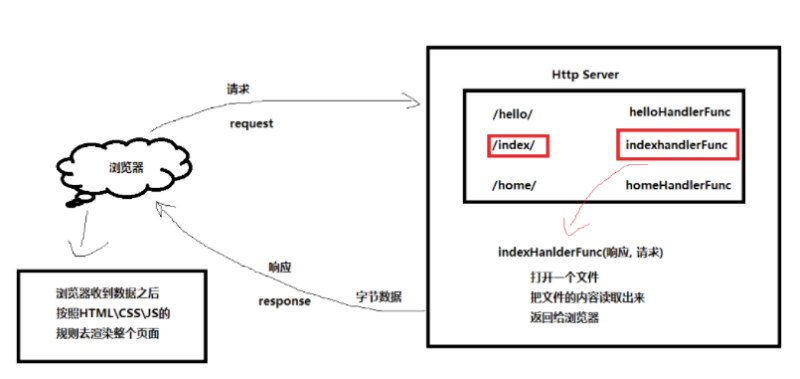 请求
request
浏览器
响应
response
字节数据
浏览器收到数据之后
按照HTML\CSS\JS的
规则去渲染整个页面
Http Server
/hello/ helloHandlerFunc
/index/ indexhandlerFunc
/home/ homeHandlerFunc
indexHanlderFunc(响应, 请求)
打开一个文件
把文件的内容读取出来
返回给浏览器